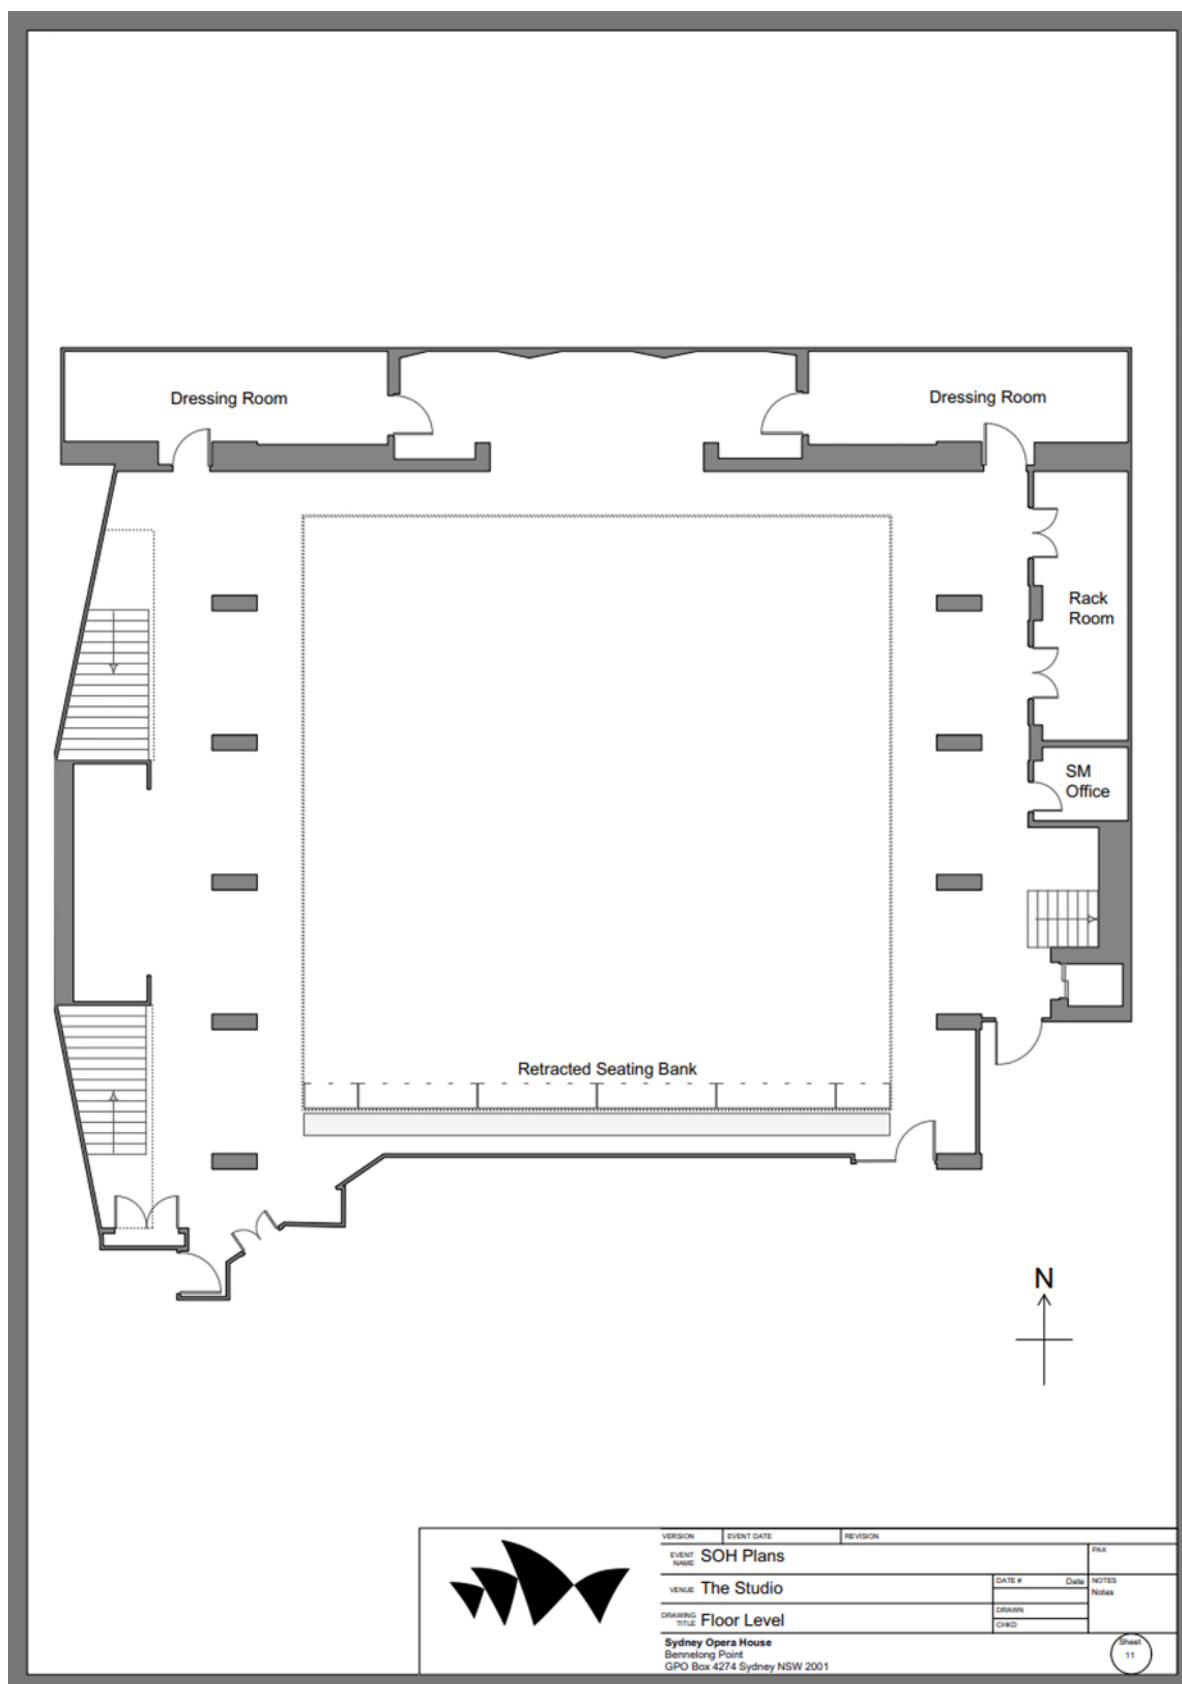 Dressing Room
Dressing Room
Rack
Room
SM
Office
Retracted Seating Bank
N
VERSION
EVENT DATE
REVISION
EVENT
NAME
SOH Plans
PAX
VENUE
The Studio
DATE #
Date
NOTES
Notes
DRAWING
TITLE
Floor Level
DRAWN
CHKD
Sydney Opera House
Bennelong Point
GPO Box 4274 Sydney NSW 2001
Sheet
11